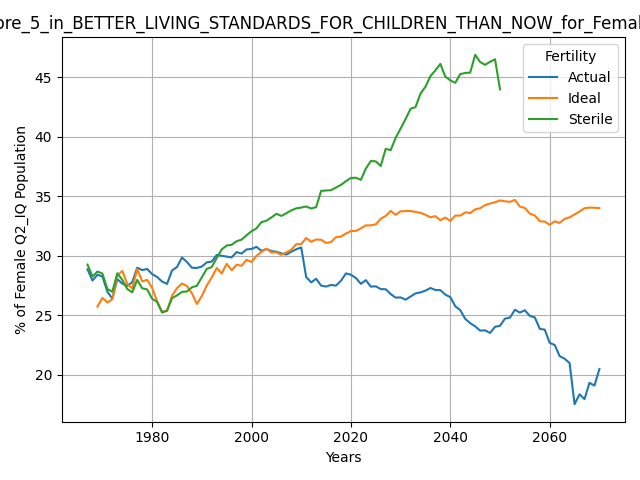 ore_5_in_BETTER_LIVING_STANDARDS_FOR_CHILDREN_THAN_NOW_for_Femal
Fertility
Actual
Ideal
Sterile
% of Female Q2_IQ Population
45
40
35
30
25
20
1980 2000 2020 2040 2060
Years